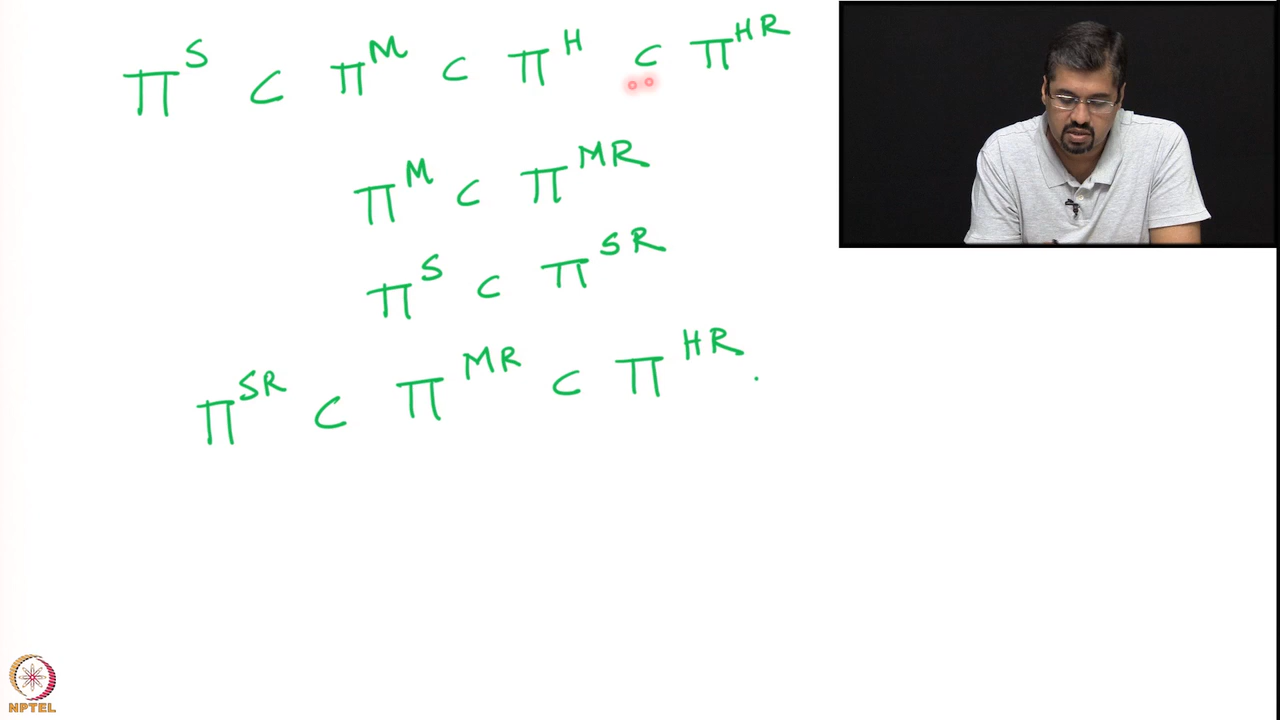 Π^S ⊂ Π^M ⊂ Π^H ⊂ Π^HR
Π^M ⊂ Π^MR
Π^S ⊂ Π^SR
Π^SR ⊂ Π^MR ⊂ Π^HR .
NPTEL